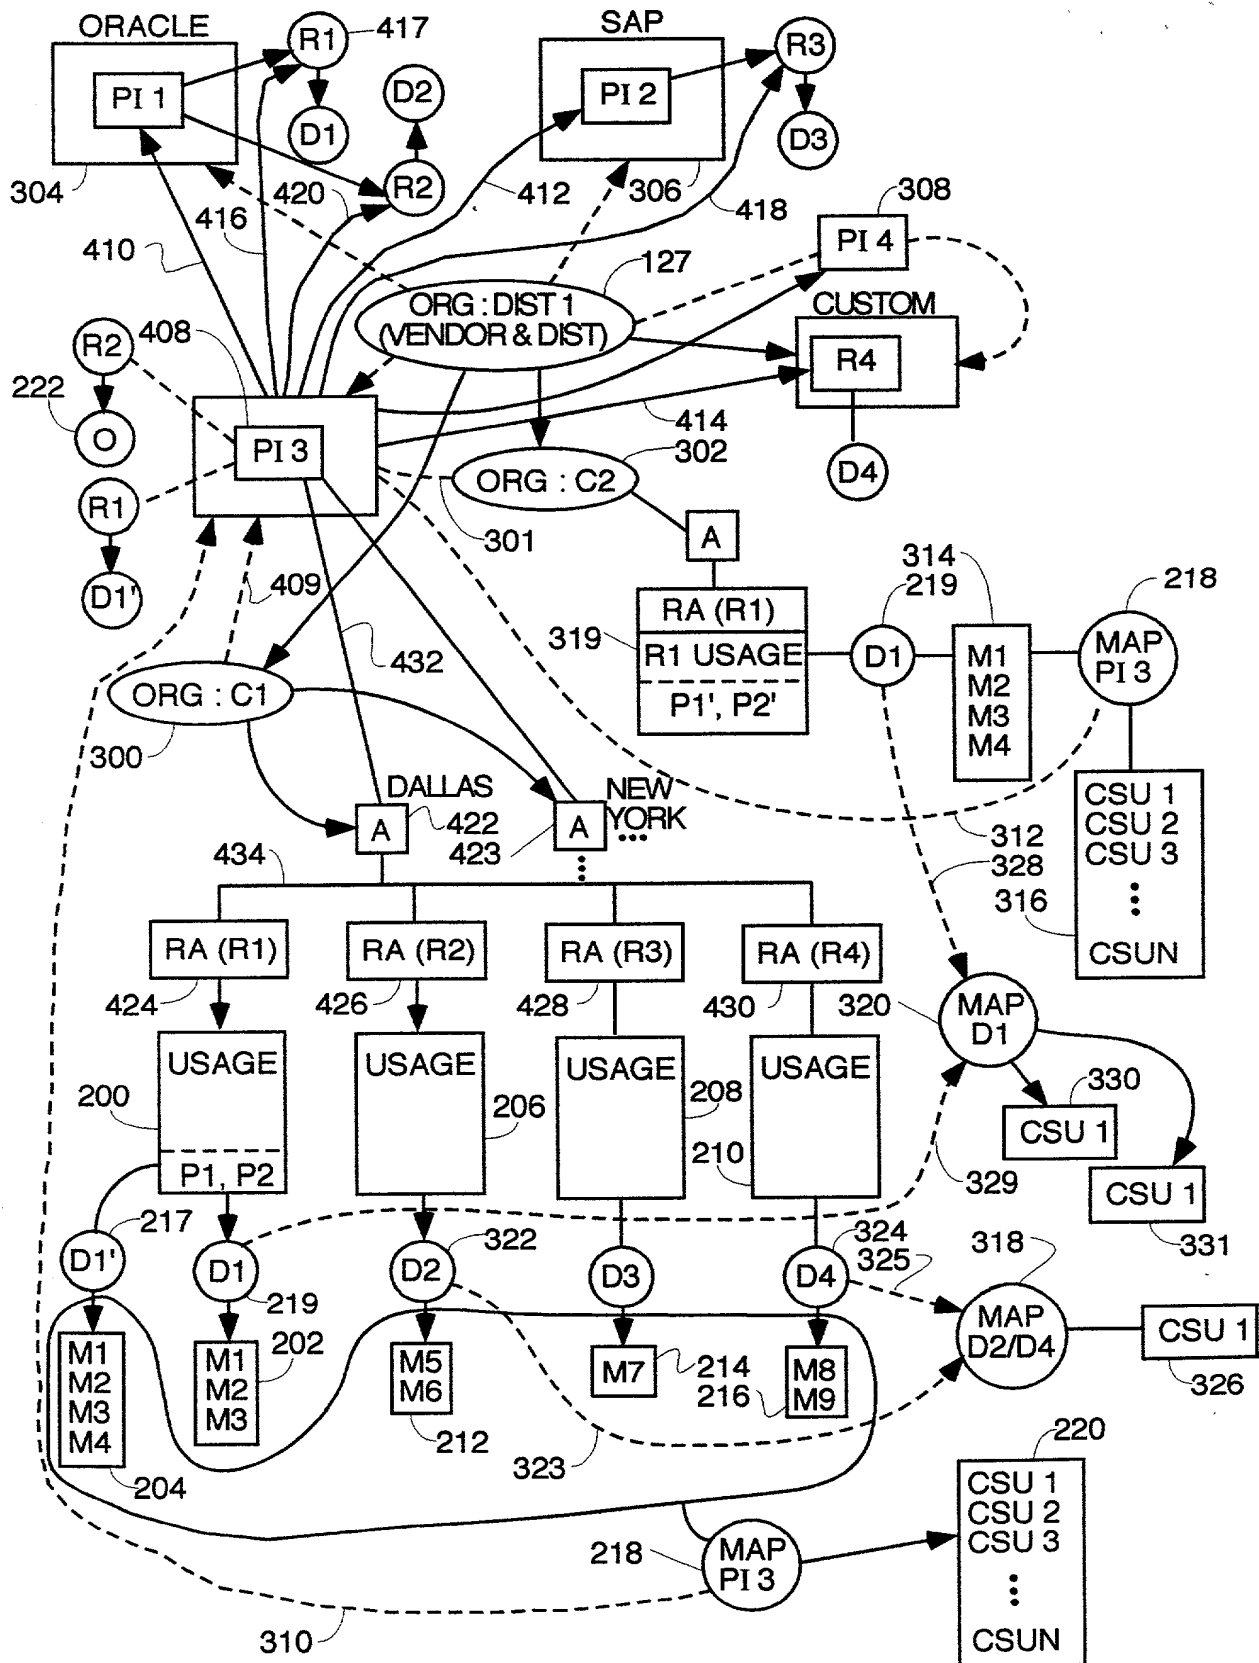 ORACLE
R1
417
SAP
R3
PI 1
D2
PI 2
D1
D3
304
R2
306
412
420
416
418
308
410
PI 4
127
ORG : DIST 1
(VENDOR & DIST)
CUSTOM
408
R2
R4
222
O
PI 3
414
302
ORG : C2
D4
R1
301
A
314
219
218
409
D1'
RA (R1)
319
R1 USAGE
P1', P2'
D1
M1
M2
M3
M4
MAP
PI 3
432
ORG : C1
300
DALLAS
NEW
YORK
A
422
A
423
312
328
CSU 1
CSU 2
CSU 3
CSUN
316
434
RA (R1)
RA (R2)
RA (R3)
RA (R4)
424
426
428
430
320
MAP
D1
USAGE
USAGE
USAGE
USAGE
200
206
208
210
330
CSU 1
P1, P2
329
CSU 1
331
217
D1'
D1
219
D2
322
D3
D4
324
325
318
MAP
D2/D4
CSU 1
326
M1
M2
M3
M4
204
M1
M2
M3
202
M5
M6
212
M7
214
216
M8
M9
323
220
CSU 1
CSU 2
CSU 3
CSUN
218
MAP
PI 3
310